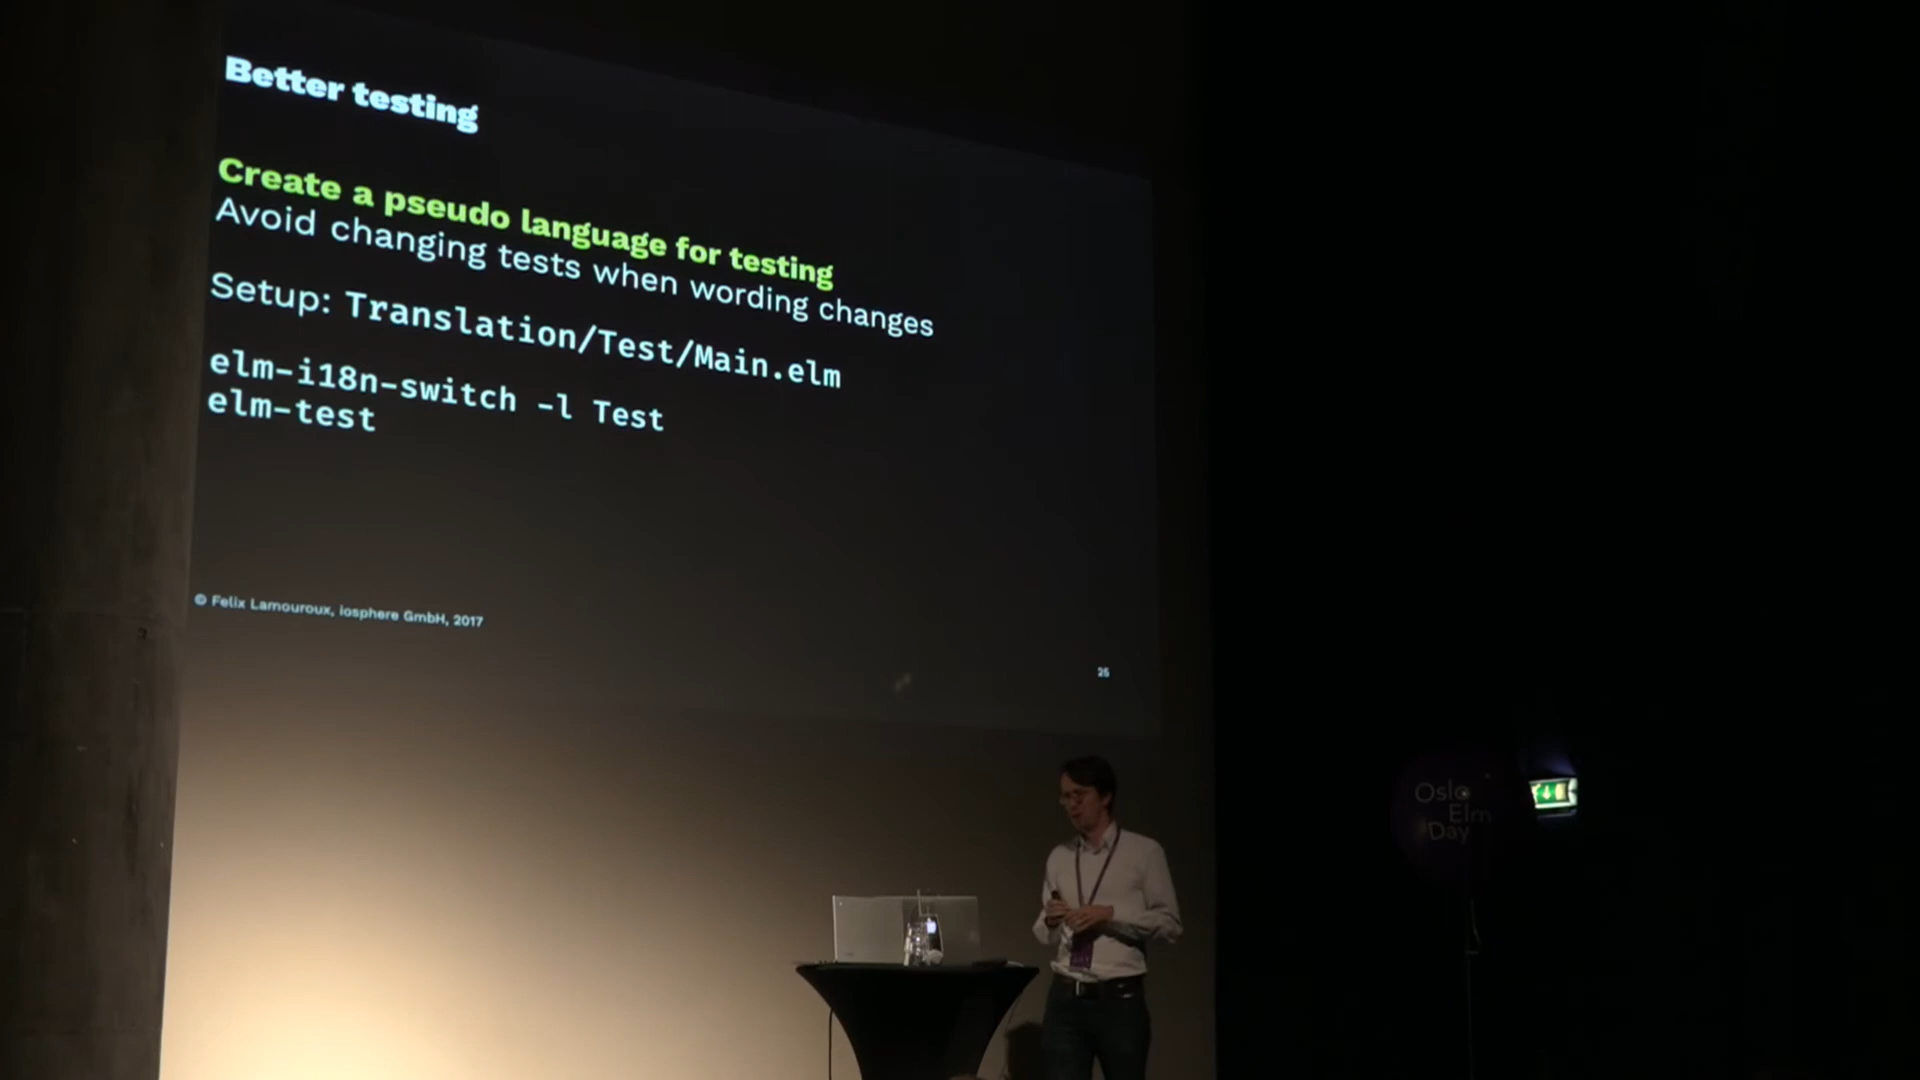 Better testing
Create a pseudo language for testing
Avoid changing tests when wording changes
Setup: Translation/Test/Main.elm
elm-i18n-switch -l Test
elm-test
© Felix Lamouroux, iosphere GmbH, 2017
25
Oslo
Elm
Day